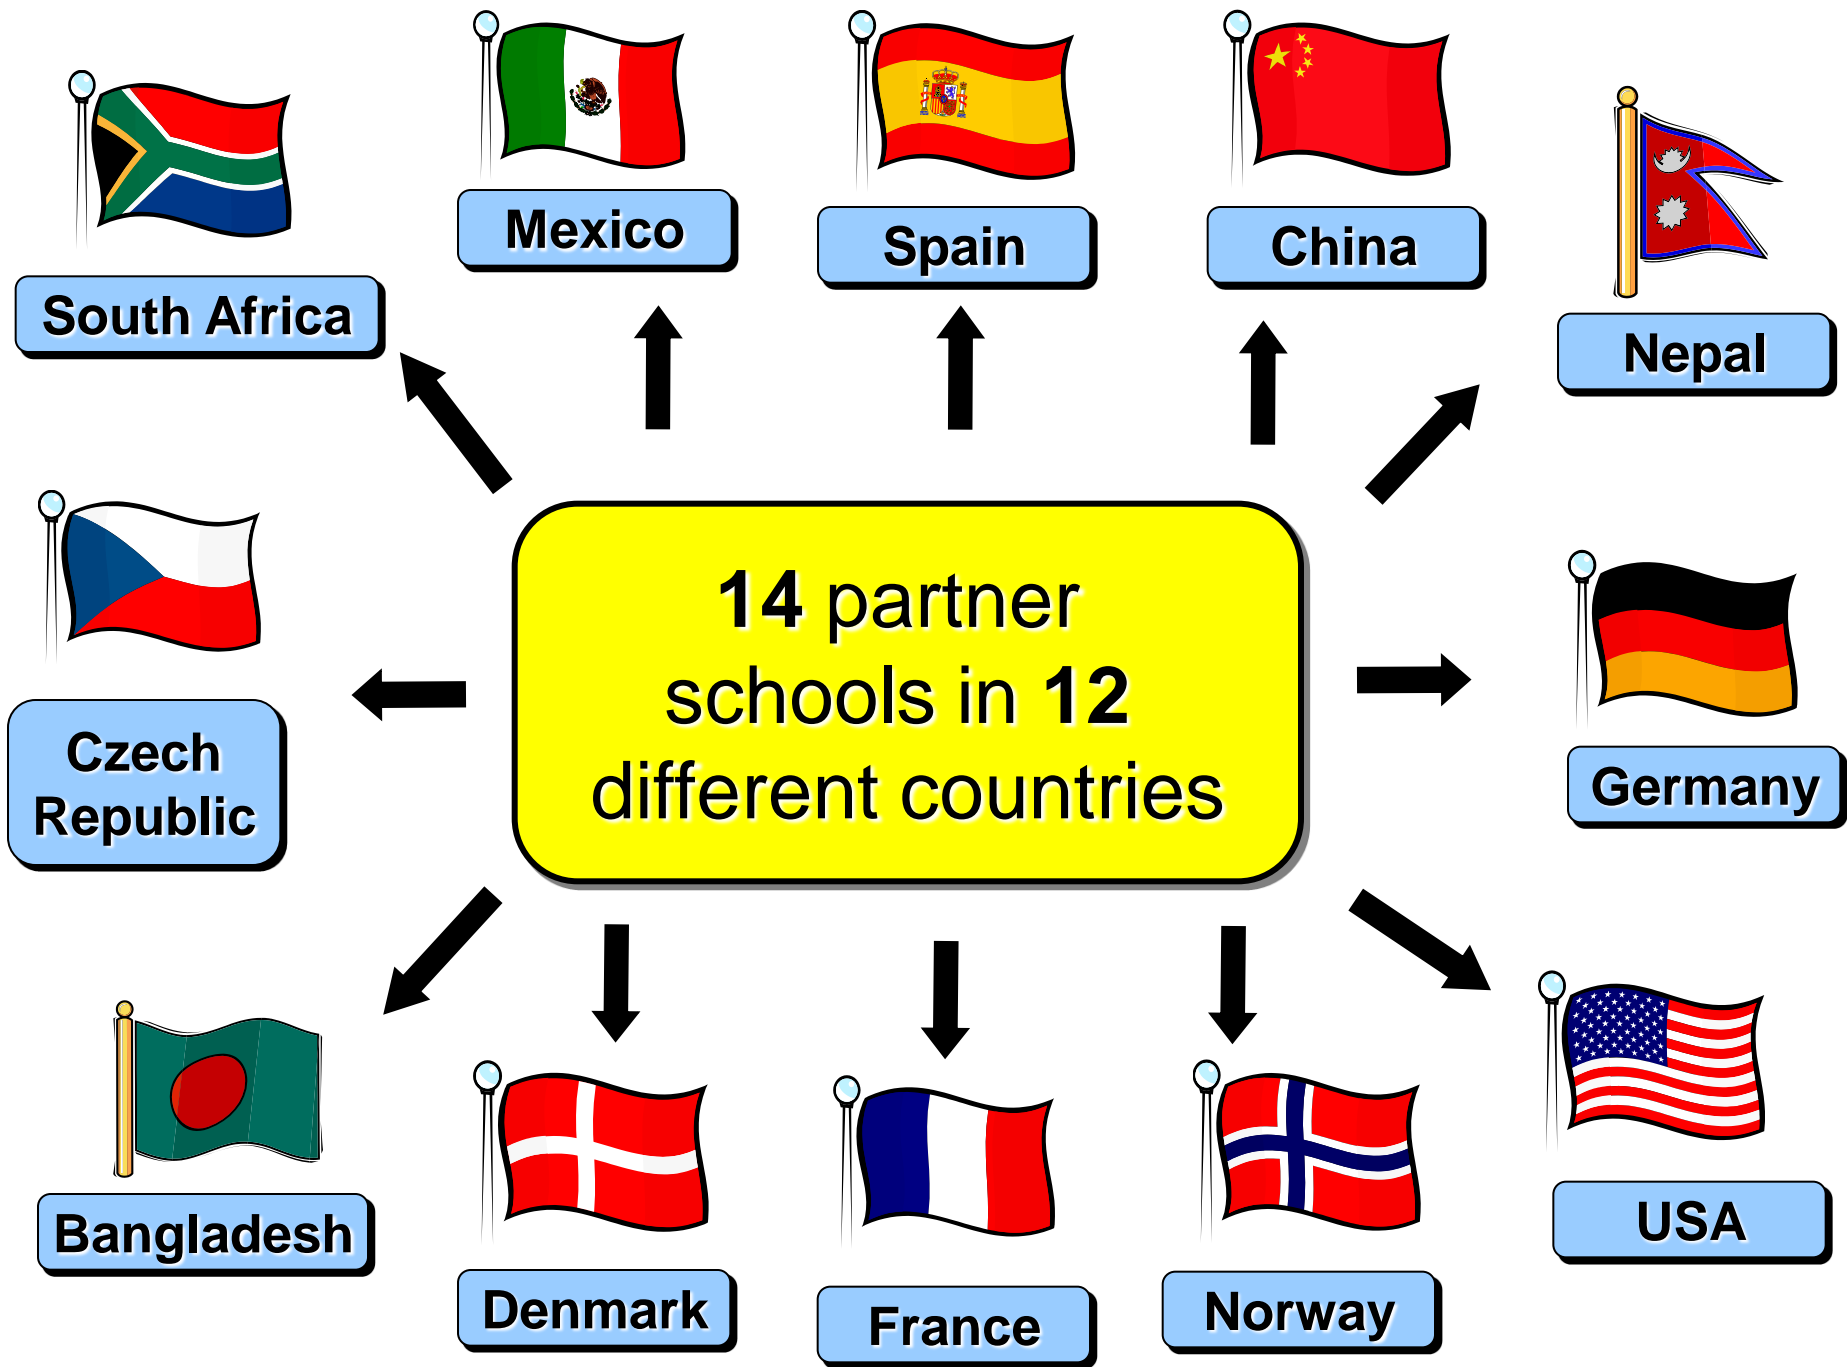 Mexico
Spain
China
South Africa
Nepal
14 partner
schools in 12
different countries
Czech
Republic
Germany
Bangladesh
USA
Denmark
France
Norway